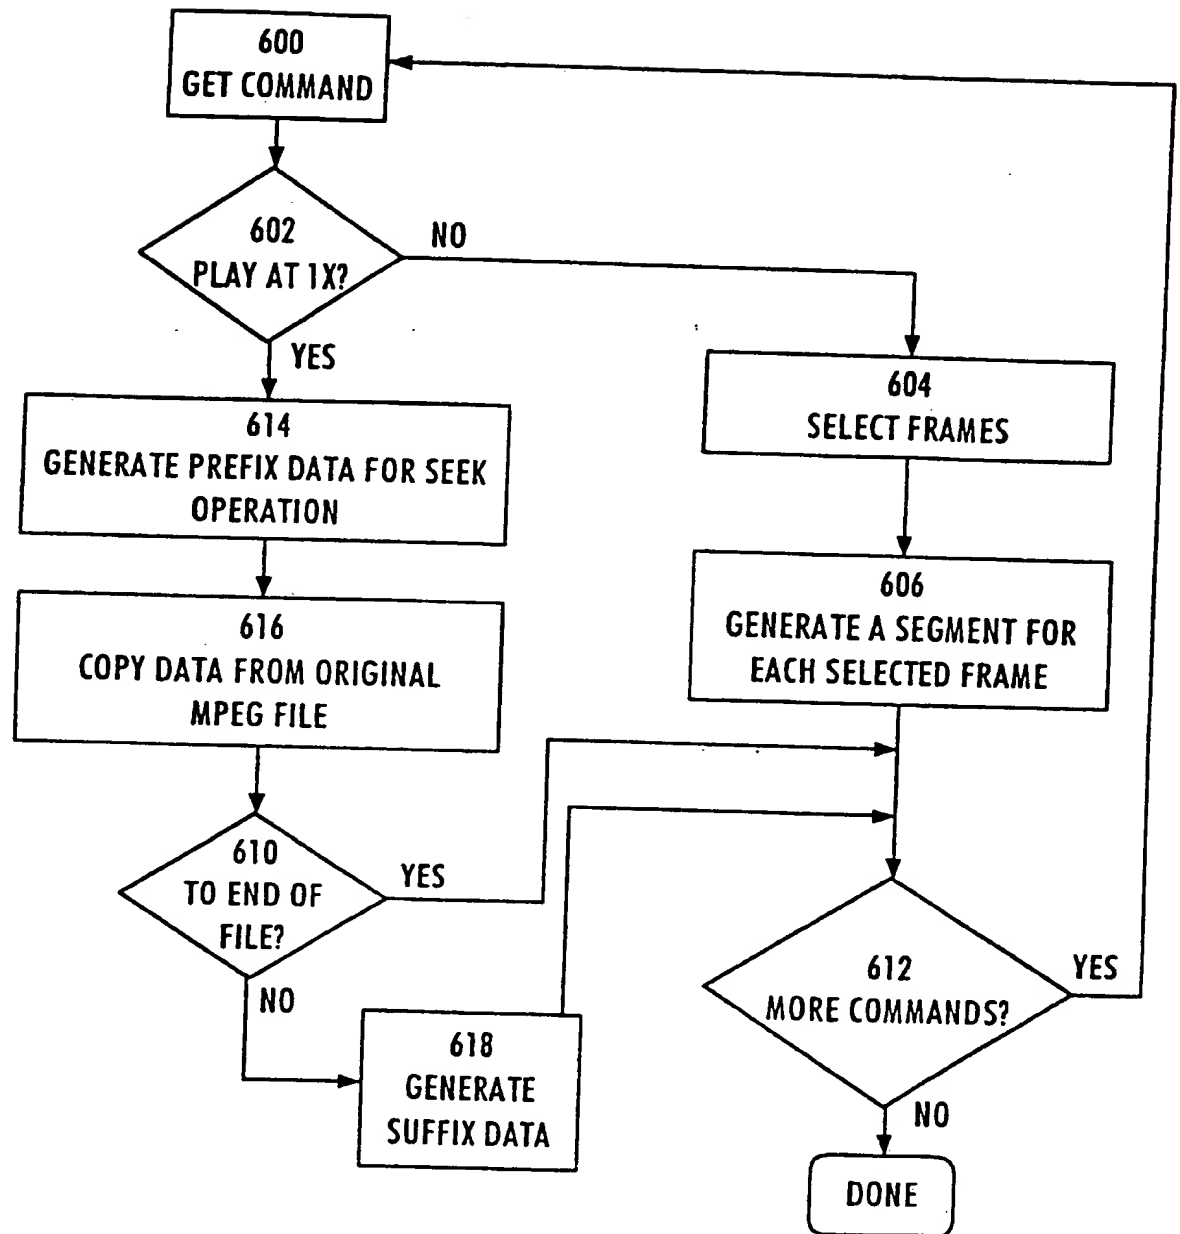 600
GET COMMAND
602
PLAY AT 1X?
NO
YES
604
SELECT FRAMES
614
GENERATE PREFIX DATA FOR SEEK
OPERATION
606
GENERATE A SEGMENT FOR
EACH SELECTED FRAME
616
COPY DATA FROM ORIGINAL
MPEG FILE
610
TO END OF
FILE?
YES
NO
612
MORE COMMANDS?
YES
NO
618
GENERATE
SUFFIX DATA
DONE